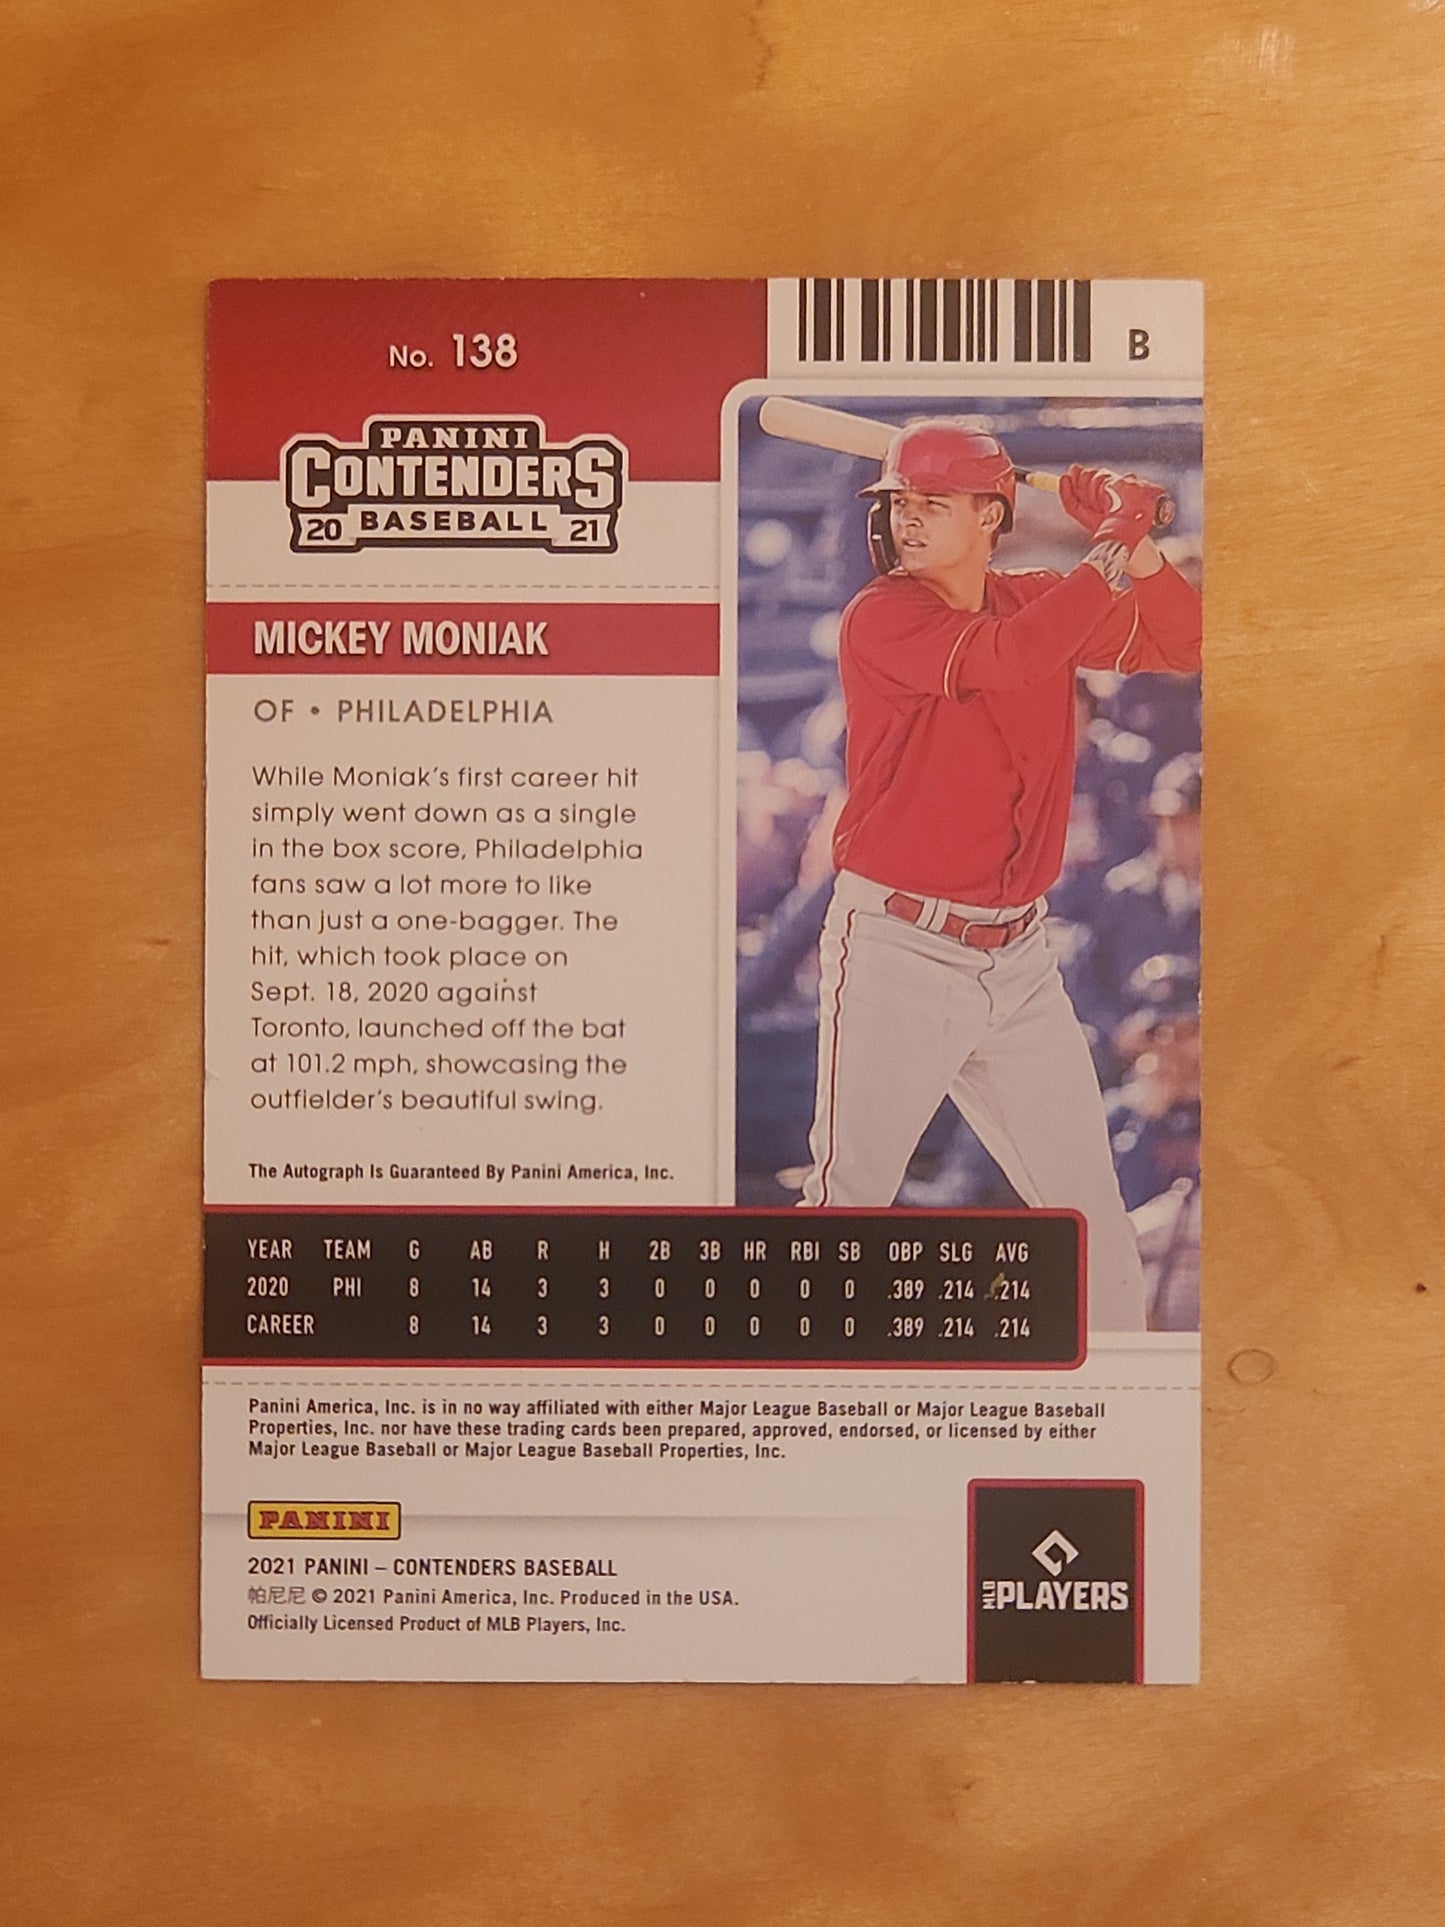 No. 138
B
PANINI
CONTENDERS
20 BASEBALL 21
MICKEY MONIAK
OF • PHILADELPHIA
While Moniak's first career hit
simply went down as a single
in the box score, Philadelphia
fans saw a lot more to like
than just a one-bagger. The
hit, which took place on
Sept. 18, 2020 against
Toronto, launched off the bat
at 101.2 mph, showcasing the
outfielder's beautiful swing.
The Autograph Is Guaranteed By Panini America, Inc.
YEAR TEAM G AB R H 2B 3B HR RBI SB OBP SLG AVG
2020 PHI 8 14 3 3 0 0 0 0 0 .389 .214 .214
CAREER 8 14 3 3 0 0 0 0 0 .389 .214 .214
Panini America, Inc. is in no way affiliated with either Major League Baseball or Major League Baseball
Properties, Inc. nor have these trading cards been prepared, approved, endorsed, or licensed by either
Major League Baseball or Major League Baseball Properties, Inc.
PANINI
2021 PANINI – CONTENDERS BASEBALL
帕尼尼 © 2021 Panini America, Inc. Produced in the USA.
Officially Licensed Product of MLB Players, Inc.
MLB PLAYERS